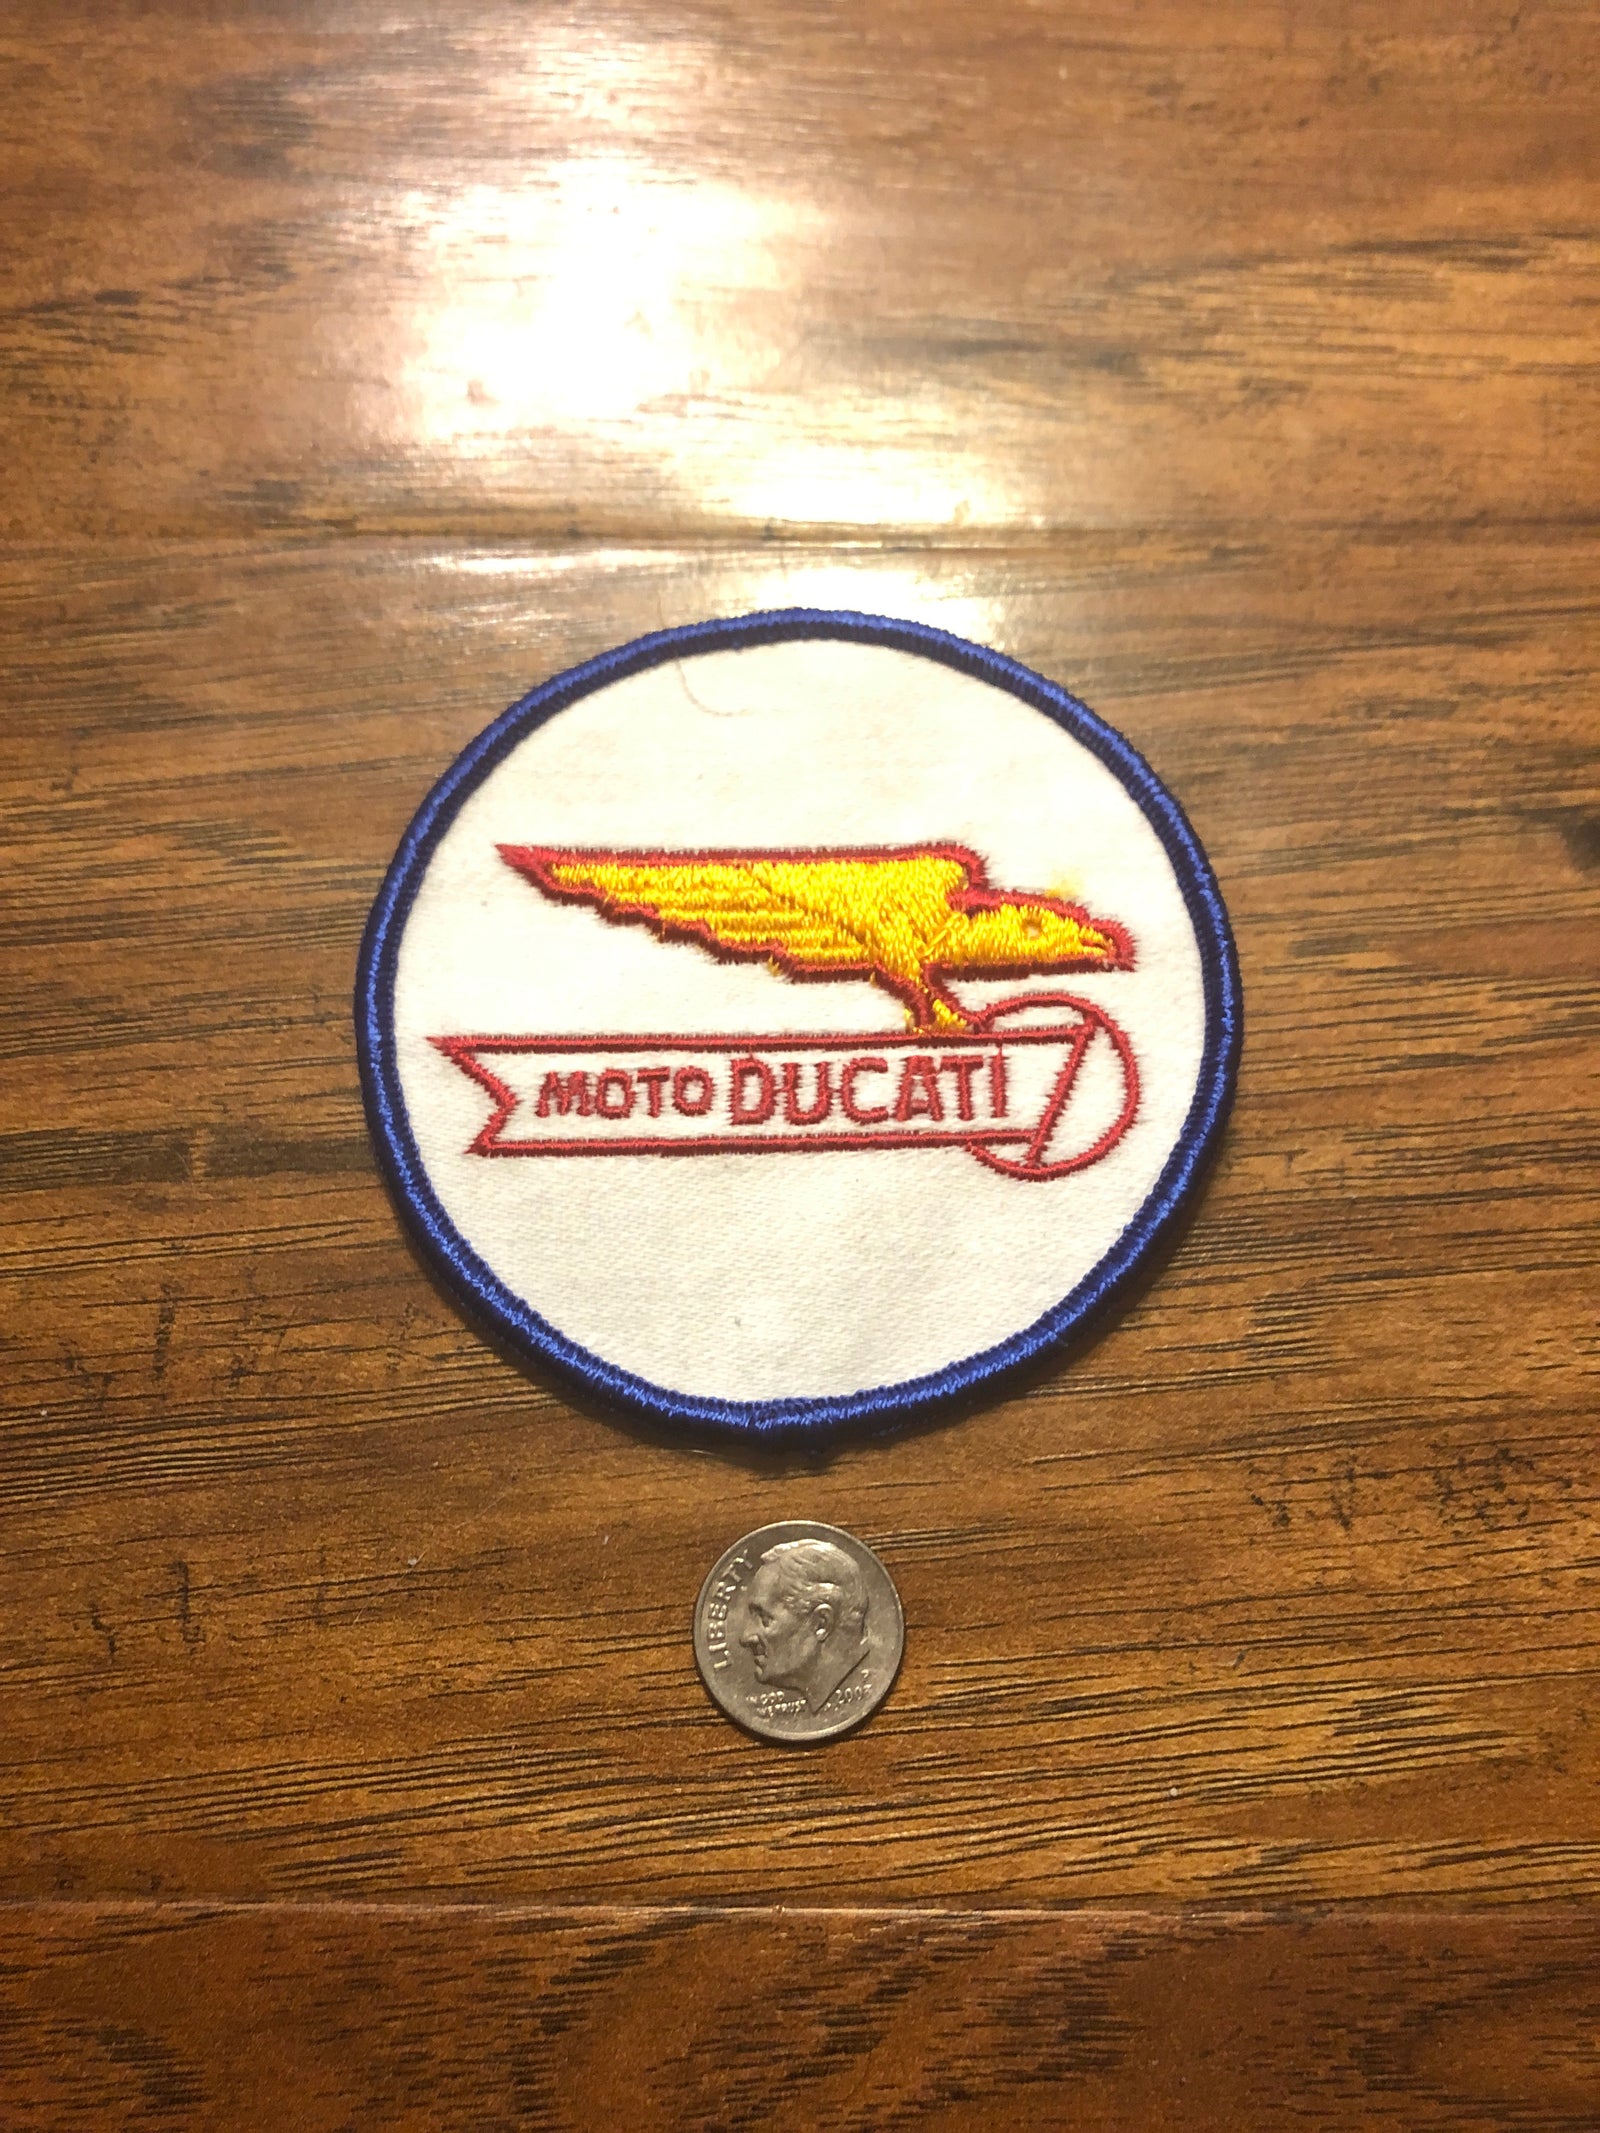 MOTO DUCATI
LIBERTY
IN GOD
WE TRUST
P